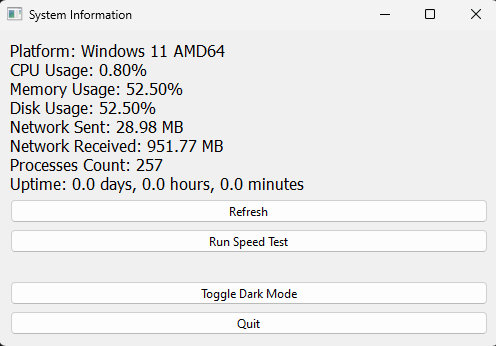 System Information
Platform: Windows 11 AMD64
CPU Usage: 0.80%
Memory Usage: 52.50%
Disk Usage: 52.50%
Network Sent: 28.98 MB
Network Received: 951.77 MB
Processes Count: 257
Uptime: 0.0 days, 0.0 hours, 0.0 minutes
Refresh
Run Speed Test
Toggle Dark Mode
Quit